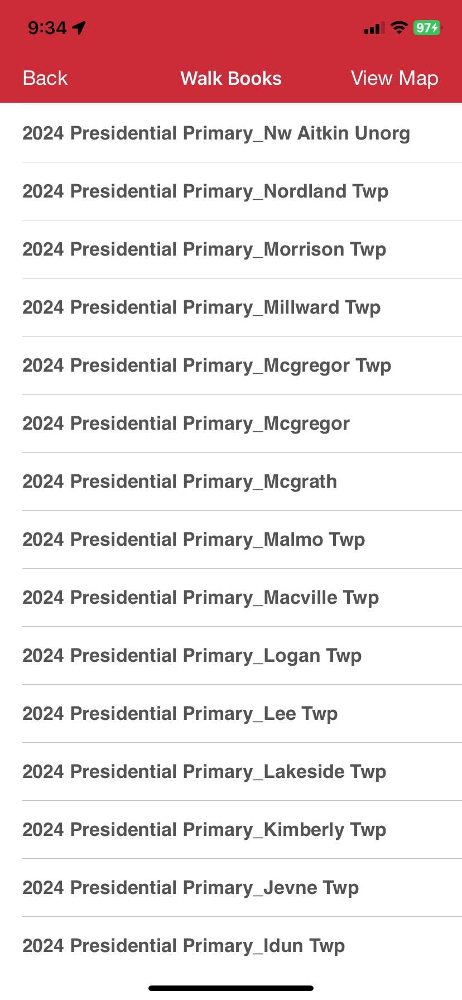 9:34
97
Back Walk Books View Map
2024 Presidential Primary_Nw Aitkin Unorg
2024 Presidential Primary_Nordland Twp
2024 Presidential Primary_Morrison Twp
2024 Presidential Primary_Millward Twp
2024 Presidential Primary_Mcgregor Twp
2024 Presidential Primary_Mcgregor
2024 Presidential Primary_Mcgrath
2024 Presidential Primary_Malmo Twp
2024 Presidential Primary_Macville Twp
2024 Presidential Primary_Logan Twp
2024 Presidential Primary_Lee Twp
2024 Presidential Primary_Lakeside Twp
2024 Presidential Primary_Kimberly Twp
2024 Presidential Primary_Jevne Twp
2024 Presidential Primary_Idun Twp